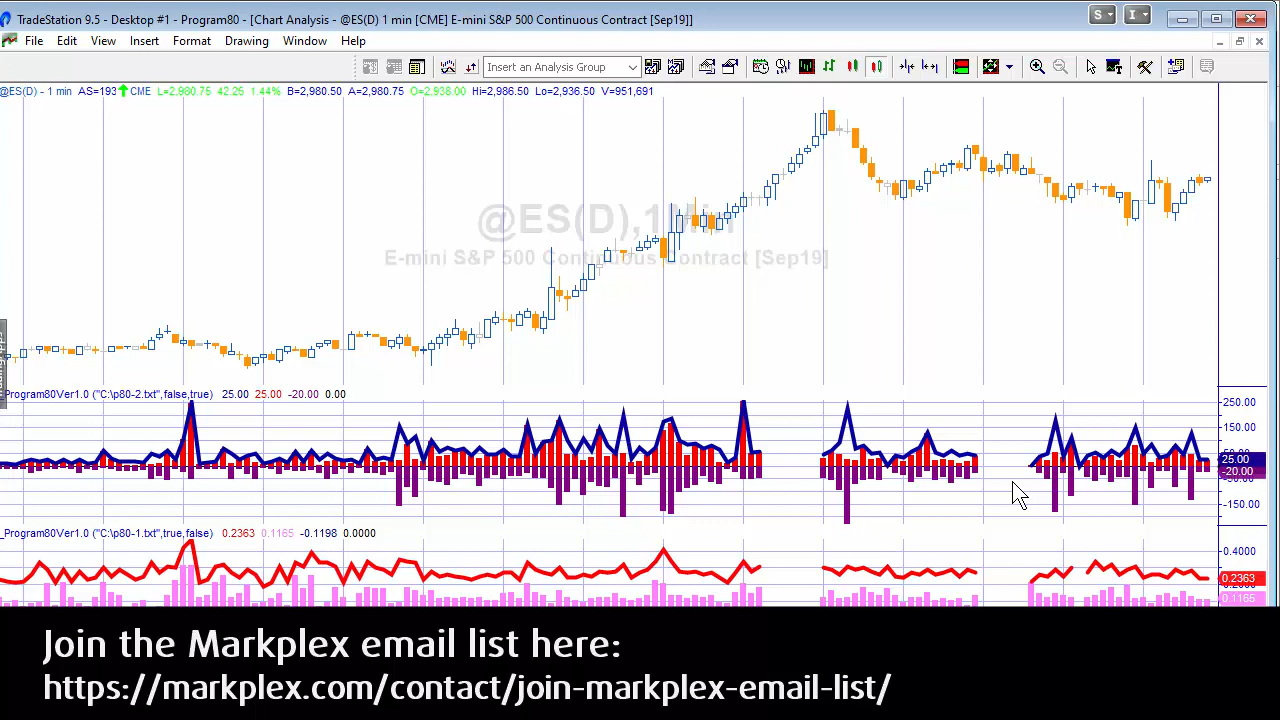 TradeStation 9.5 - Desktop #1 - Program80 - [Chart Analysis - @ES(D) 1 min [CME] E-mini S&P 500 Continuous Contract [Sep19]]
S I
File Edit View Insert Format Drawing Window Help
Insert an Analysis Group
@ES(D) - 1 min AS=193 CME L=2,980.75 42.25 1.44% B=2,980.50 A=2,980.75 O=2,938.00 Hi=2,986.50 Lo=2,936.50 V=951,691
@ES(D),1 Min
E-mini S&P 500 Continuous Contract [Sep19]
_Program80Ver1.0 ("C:\p80-2.txt",false,true) 25.00 25.00 -20.00 0.00
250.00
150.00
25.00
-20.00
-50.00
-150.00
_Program80Ver1.0 ("C:\p80-1.txt",true,false) 0.2363 0.1165 -0.1198 0.0000
0.4000
0.2363
0.1165
Join the Markplex email list here:
https://markplex.com/contact/join-markplex-email-list/